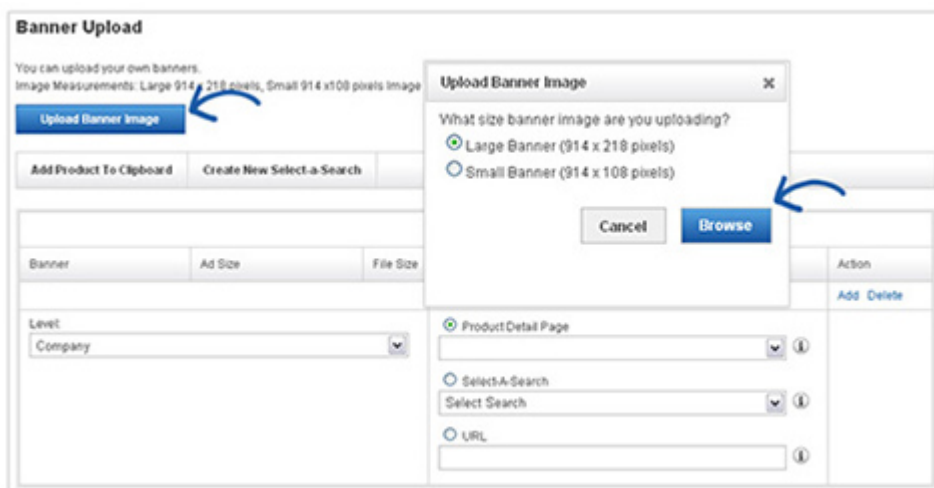 Banner Upload
You can upload your own banners.
Image Measurements: Large 914 x 218 pixels, Small 914 x108 pixels Image
Upload Banner Image
Add Product To Clipboard
Create New Select-a-Search
Upload Banner Image
What size banner image are you uploading?
Large Banner (914 x 218 pixels)
Small Banner (914 x 108 pixels)
Cancel
Browse
Banner
Ad Size
File Size
Action
Add Delete
Level:
Company
Product Detail Page
Select-A-Search
Select Search
URL